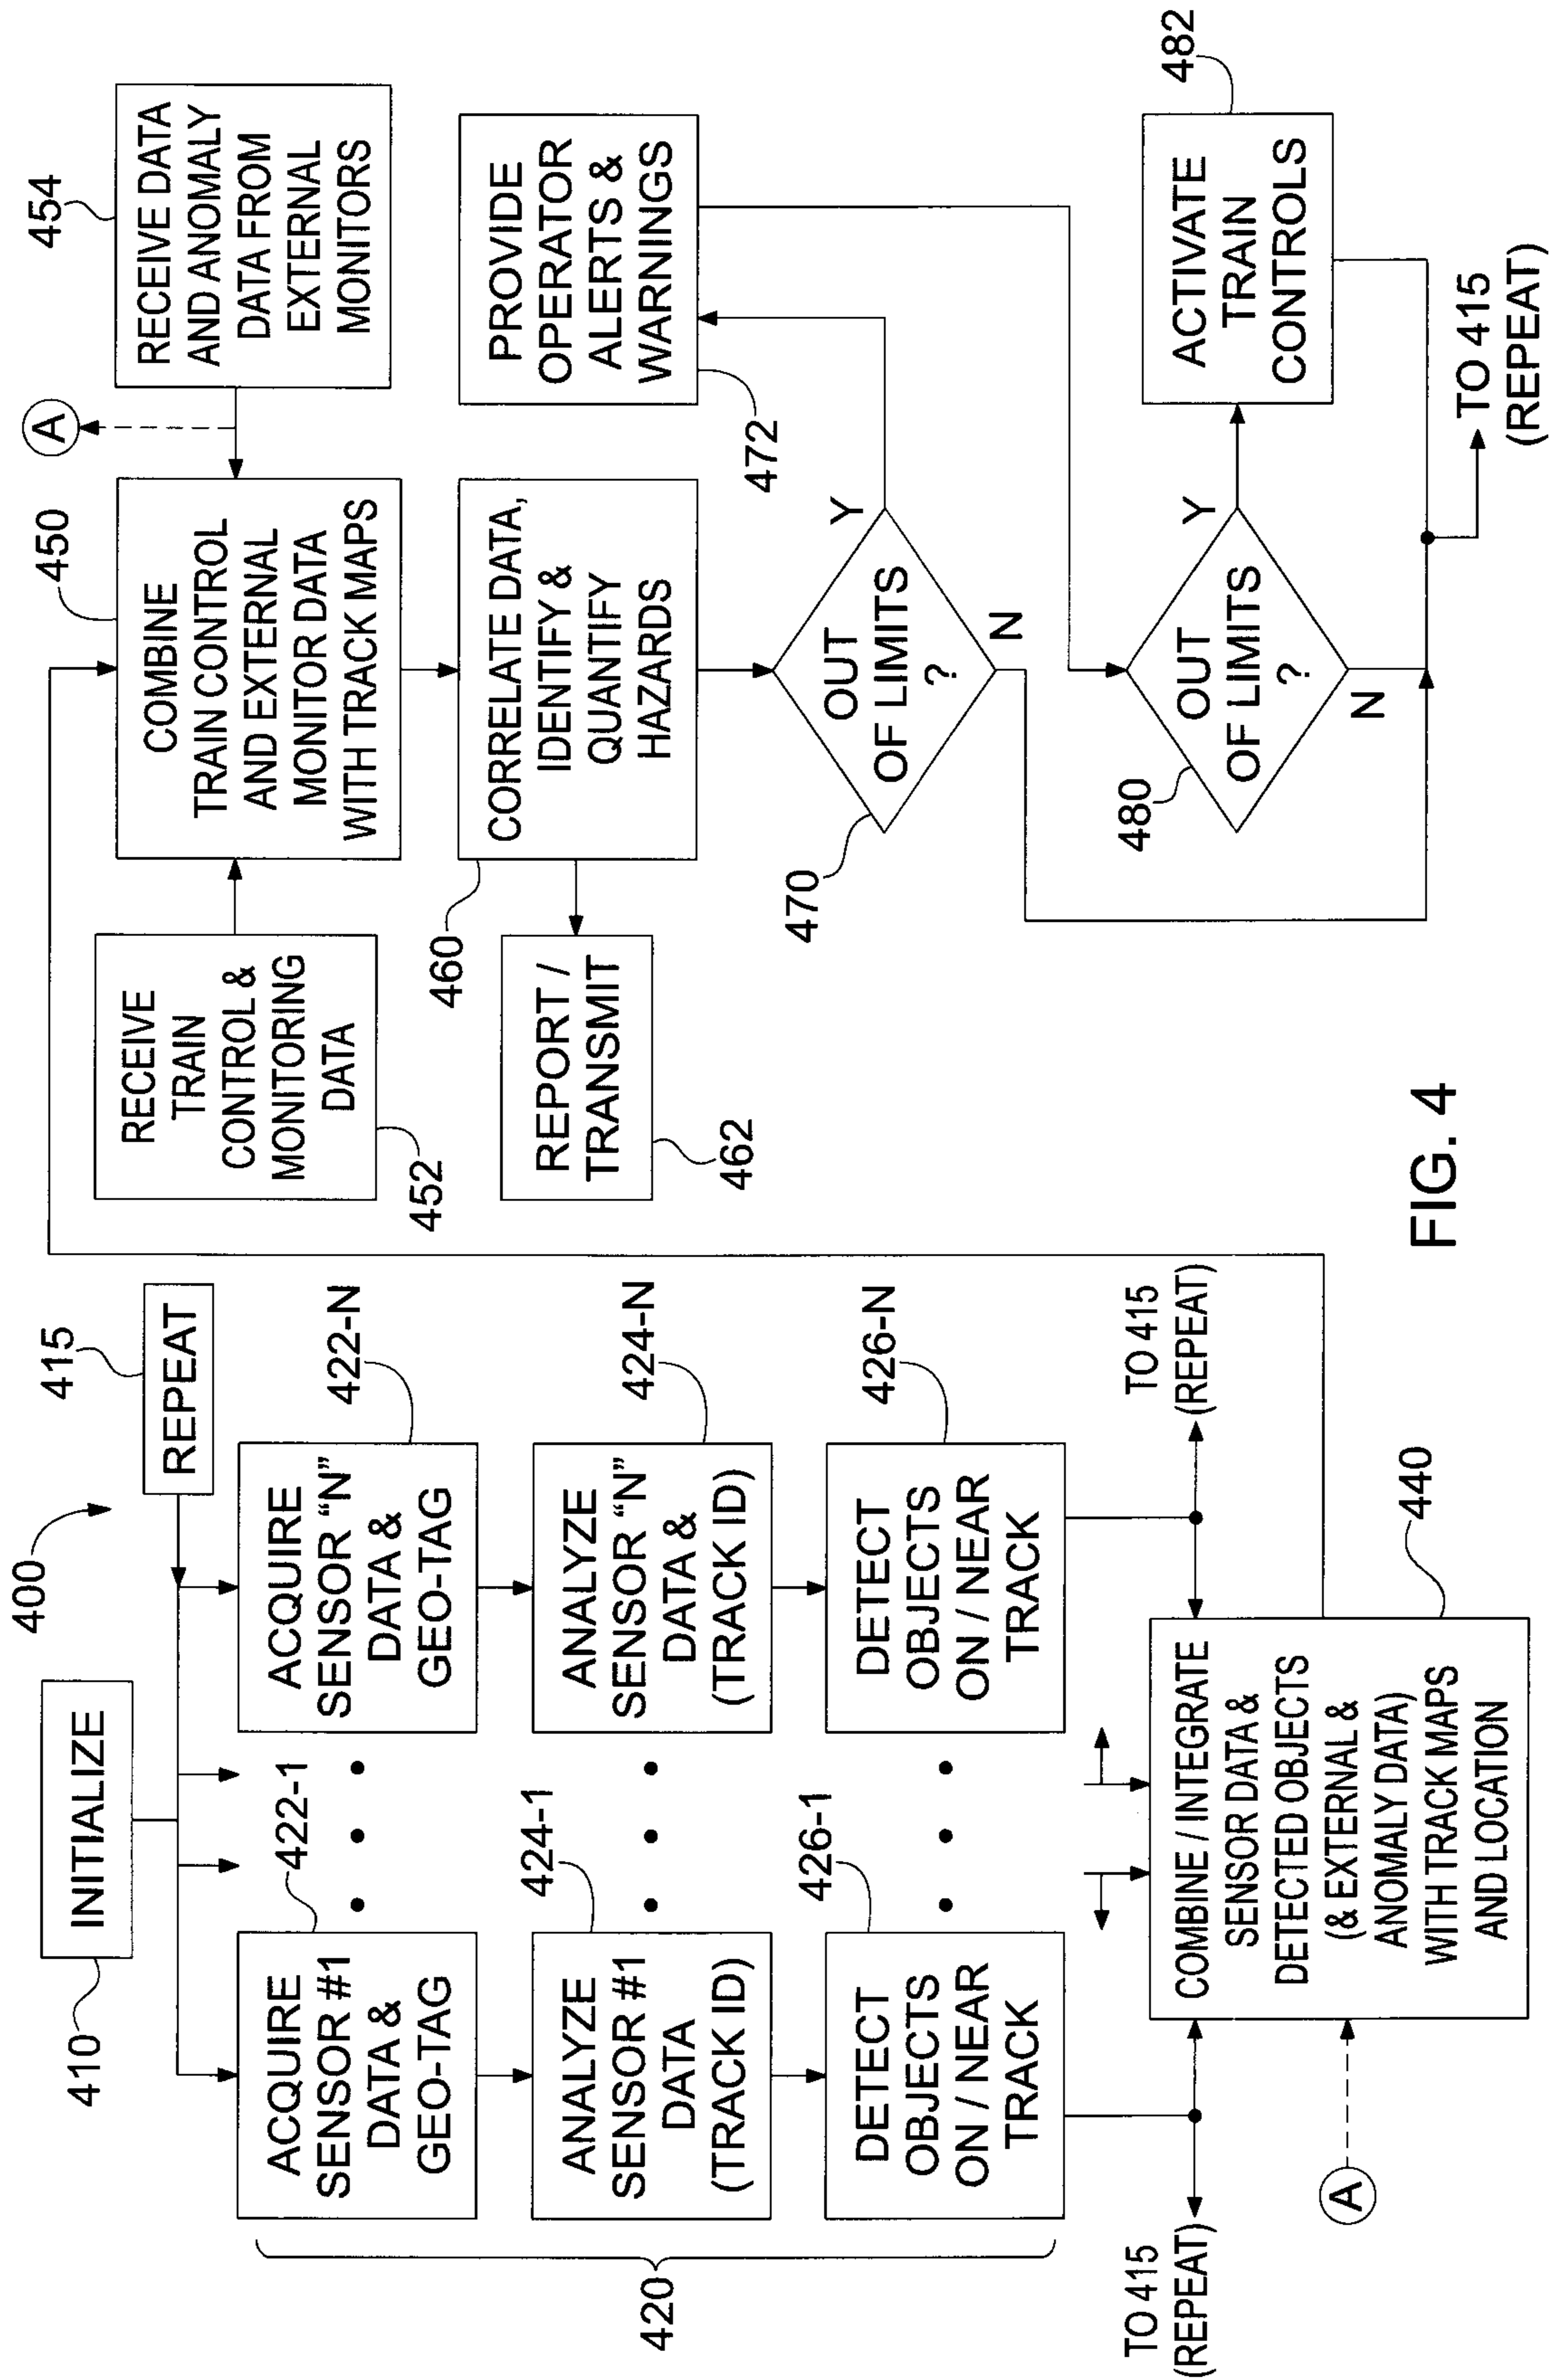 400
410
INITIALIZE
415
REPEAT
422-1
ACQUIRE
SENSOR #1
DATA &
GEO-TAG
422-N
ACQUIRE
SENSOR “N”
DATA &
GEO-TAG
424-1
ANALYZE
SENSOR #1
DATA
(TRACK ID)
424-N
ANALYZE
SENSOR “N”
DATA &
(TRACK ID)
420
426-1
DETECT
OBJECTS
ON / NEAR
TRACK
426-N
DETECT
OBJECTS
ON / NEAR
TRACK
TO 415
(REPEAT)
TO 415
(REPEAT)
COMBINE / INTEGRATE
SENSOR DATA &
DETECTED OBJECTS
(& EXTERNAL &
ANOMALY DATA)
WITH TRACK MAPS
AND LOCATION
440
A
452
RECEIVE
TRAIN
CONTROL &
MONITORING
DATA
450
COMBINE
TRAIN CONTROL
AND EXTERNAL
MONITOR DATA
WITH TRACK MAPS
A
454
RECEIVE DATA
AND ANOMALY
DATA FROM
EXTERNAL
MONITORS
460
CORRELATE DATA,
IDENTIFY &
QUANTIFY
HAZARDS
462
REPORT /
TRANSMIT
472
PROVIDE
OPERATOR
ALERTS &
WARNINGS
470
OUT
OF LIMITS
?
Y
N
480
OUT
OF LIMITS
?
Y
N
482
ACTIVATE
TRAIN
CONTROLS
TO 415
(REPEAT)
FIG. 4